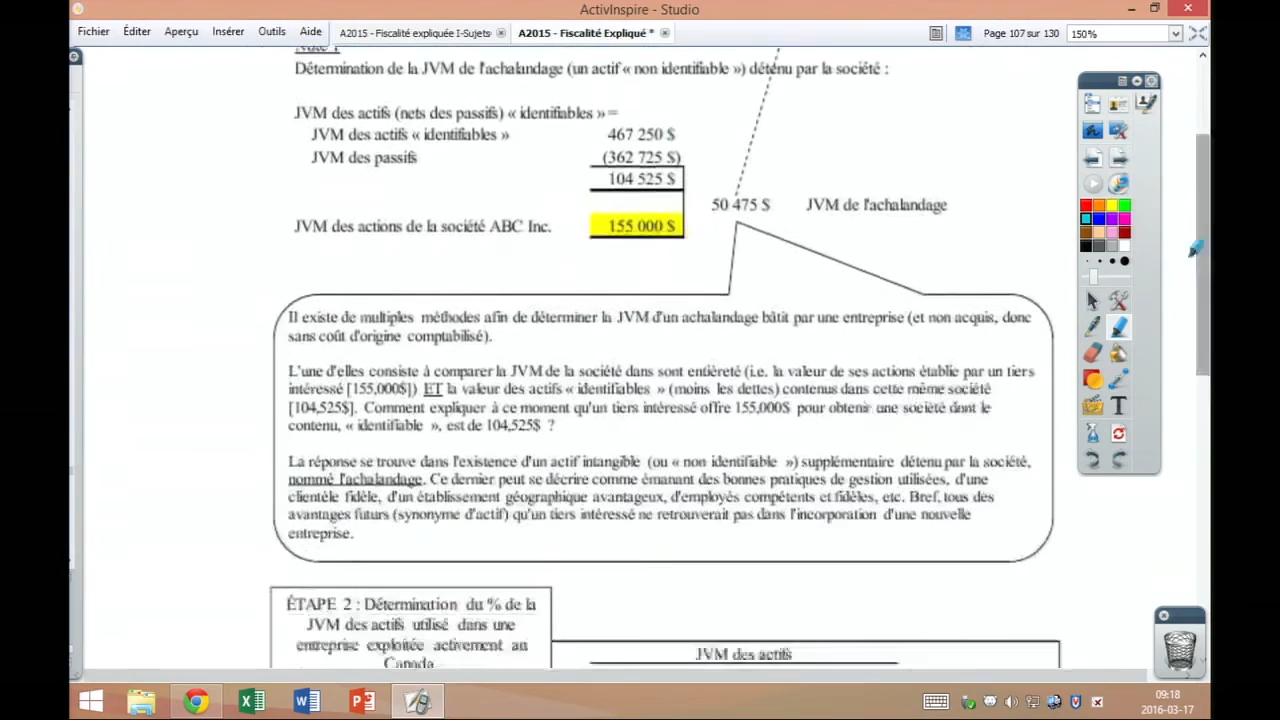 ActivInspire - Studio
Fichier Éditer Aperçu Insérer Outils Aide A2015 - Fiscalité expliquée I-Sujets A2015 - Fiscalité Expliqué * Page 107 sur 130 150%
Note 1
Détermination de la JVM de l'achalandage (un actif « non identifiable ») détenu par la société :
JVM des actifs (nets des passifs) « identifiables » =
JVM des actifs « identifiables » 467 250 $
JVM des passifs (362 725 $)
104 525 $
50 475 $ JVM de l'achalandage
JVM des actions de la société ABC Inc. 155 000 $
Il existe de multiples méthodes afin de déterminer la JVM d'un achalandage bâtit par une entreprise (et non acquis, donc
sans coût d'origine comptabilisé).
L'une d'elles consiste à comparer la JVM de la société dans sont entièreté (i.e. la valeur de ses actions établie par un tiers
intéressé [155,000$]) ET la valeur des actifs « identifiables » (moins les dettes) contenus dans cette même société
[104,525$]. Comment expliquer à ce moment qu'un tiers intéressé offre 155,000$ pour obtenir une société dont le
contenu, « identifiable », est de 104,525$ ?
La réponse se trouve dans l'existence d'un actif intangible (ou « non identifiable ») supplémentaire détenu par la société,
nommé l'achalandage. Ce dernier peut se décrire comme émanant des bonnes pratiques de gestion utilisées, d'une
clientèle fidèle, d'un établissement géographique avantageux, d'employés compétents et fidèles, etc. Bref, tous des
avantages futurs (synonyme d'actif) qu'un tiers intéressé ne retrouverait pas dans l'incorporation d'une nouvelle
entreprise.
ÉTAPE 2 : Détermination du % de la
JVM des actifs utilisé dans une
entreprise exploitée activement au
Canada
JVM des actifs
09:18
2016-03-17